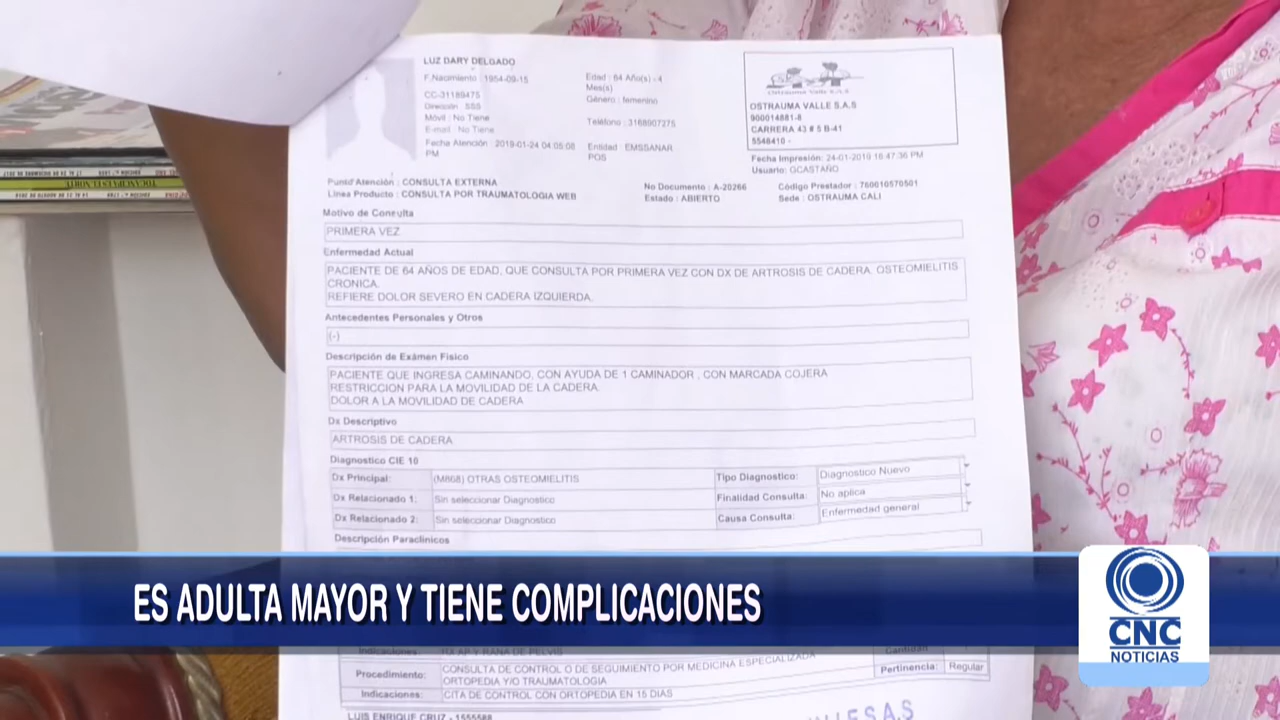 LUZ DARY DELGADO
F.Nacimiento : 1954-09-15
Edad : 64 Año(s) - 4
Mes(s)
CC-31189475
Género : femenino
Dirección : SSS
Móvil : No Tiene
Teléfono : 3168907275
E-mail : No Tiene
Fecha Atención : 2019-01-24 04:05:08
PM
Entidad : EMSSANAR
POS
Ostrauma Valle S.A.S
OSTRAUMA VALLE S.A.S
900014881-8
CARRERA 43 # 5 B-41
5548410 -
Fecha Impresión: 24-01-2019 16:47:36 PM
Usuario: GCASTAÑO
Punto Atención : CONSULTA EXTERNA
No Documento : A-20266
Código Prestador : 760010570501
Linea Producto : CONSULTA POR TRAUMATOLOGIA WEB
Estado : ABIERTO
Sede : OSTRAUMA CALI
Motivo de Consulta
PRIMERA VEZ
Enfermedad Actual
PACIENTE DE 64 AÑOS DE EDAD, QUE CONSULTA POR PRIMERA VEZ CON DX DE ARTROSIS DE CADERA. OSTEOMIELITIS
CRONICA.
REFIERE DOLOR SEVERO EN CADERA IZQUIERDA.
Antecedentes Personales y Otros
(-)
Descripción de Exámen Fisico
PACIENTE QUE INGRESA CAMINANDO, CON AYUDA DE 1 CAMINADOR , CON MARCADA COJERA
RESTRICCION PARA LA MOVILIDAD DE LA CADERA.
DOLOR A LA MOVILIDAD DE CADERA
Dx Descriptivo
ARTROSIS DE CADERA
Diagnostico CIE 10
Dx Principal: (M868) OTRAS OSTEOMIELITIS Tipo Diagnostico: Diagnostico Nuevo
Dx Relacionado 1: Sin seleccionar Diagnostico Finalidad Consulta: No aplica
Dx Relacionado 2: Sin seleccionar Diagnostico Causa Consulta: Enfermedad general
Descripción Paraclinicos
ES ADULTA MAYOR Y TIENE COMPLICACIONES
CNC
NOTICIAS
Indicaciones: RX AP Y RANA DE PELVIS
Procedimiento: CONSULTA DE CONTROL O DE SEGUIMIENTO POR MEDICINA ESPECIALIZADA
ORTOPEDIA Y/O TRAUMATOLOGIA
Pertinencia: Regular
Indicaciones: CITA DE CONTROL CON ORTOPEDIA EN 15 DIAS
LUIS ENRIQUE CRUZ - 1555588
VALLE S.A.S